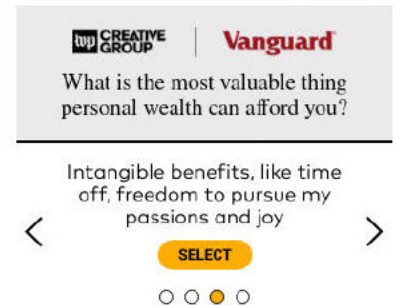 wp CREATIVE GROUP
Vanguard
What is the most valuable thing
personal wealth can afford you?
Intangible benefits, like time
off, freedom to pursue my
passions and joy
SELECT